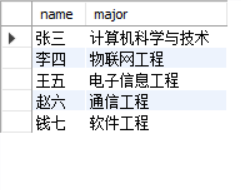 name major
张三 计算机科学与技术
李四 物联网工程
王五 电子信息工程
赵六 通信工程
钱七 软件工程